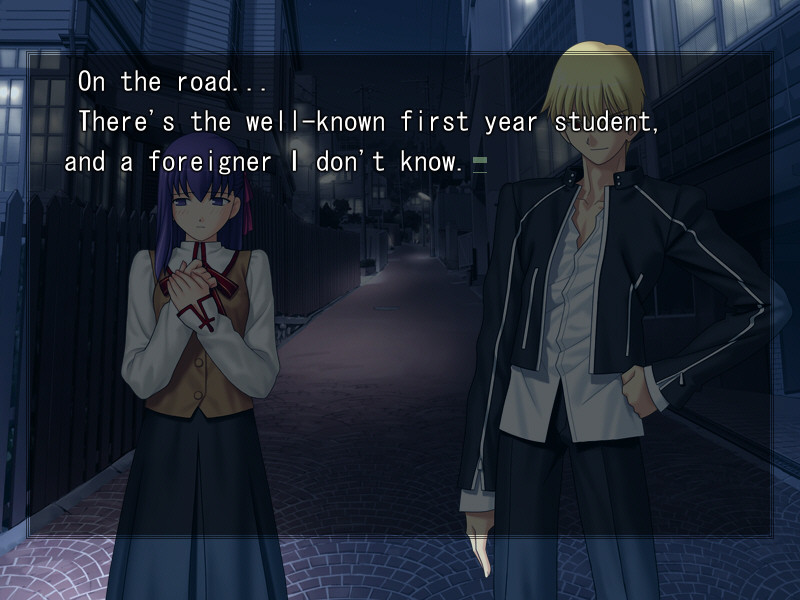 On the road...
There's the well-known first year student,
and a foreigner I don't know.